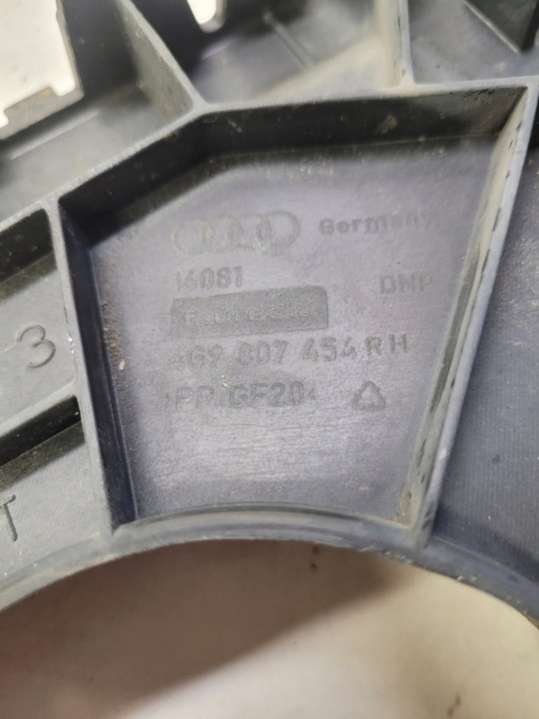 Germany
14081
DMP
4G9 807 454 RH
>PP-GF20<
3
T